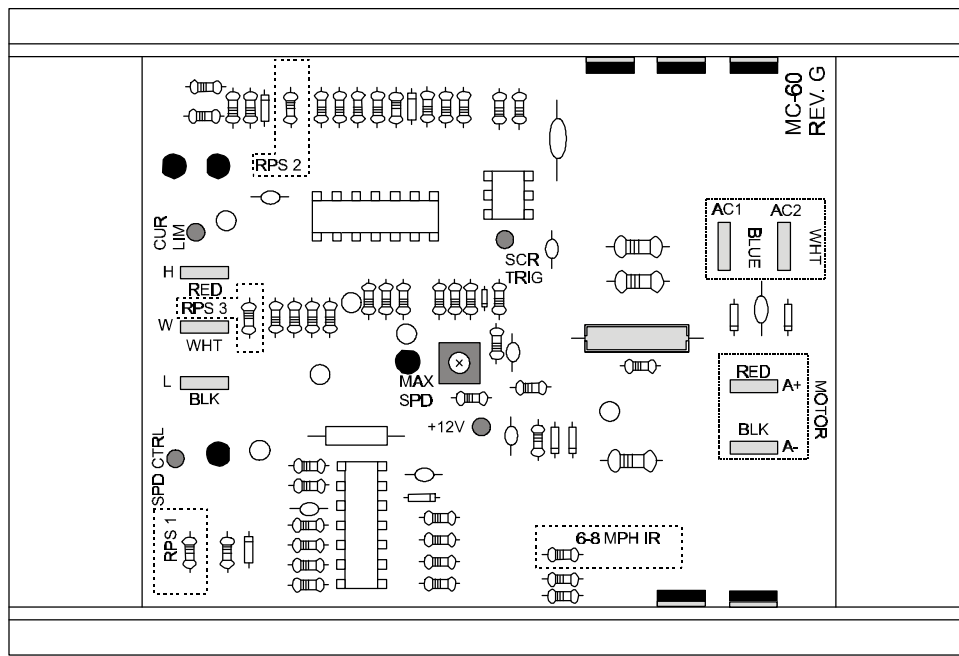 MC-60
REV. G
RPS 2
CUR
LIM
SCR
TRIG
AC1
AC2
BLUE
WHT
H
RED
RPS 3
W
WHT
L
BLK
MAX
SPD
+12V
RED
A+
BLK
A-
MOTOR
SPD CTRL
RPS 1
6-8 MPH IR